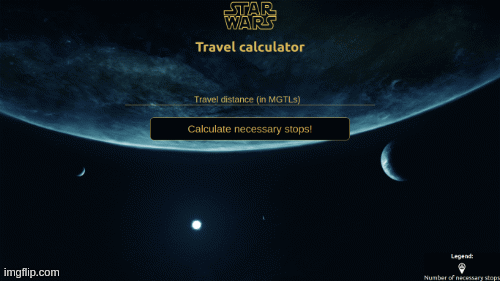 STAR
WARS
Travel calculator
Travel distance (in MGTLs)
Calculate necessary stops!
Legend:
Number of necessary stops
imgflip.com